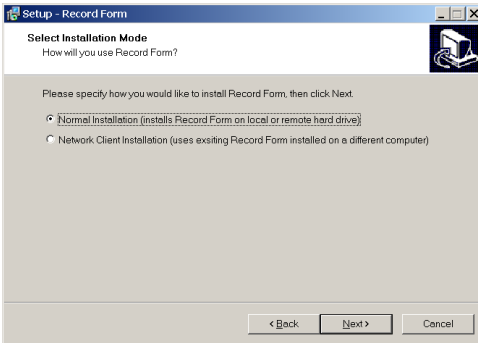 Setup - Record Form
Select Installation Mode
How will you use Record Form?
Please specify how you would like to install Record Form, then click Next.
Normal Installation (installs Record Form on local or remote hard drive)
Network Client Installation (uses exsiting Record Form installed on a different computer)
< Back
Next >
Cancel